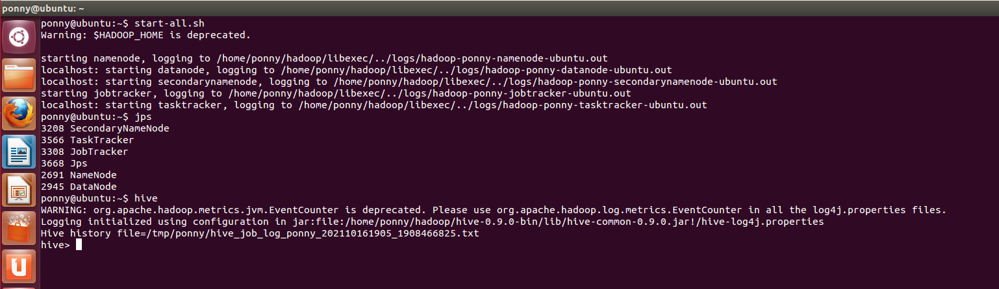 ponny@ubuntu: ~
ponny@ubuntu:~$ start-all.sh
Warning: $HADOOP_HOME is deprecated.
starting namenode, logging to /home/ponny/hadoop/libexec/../logs/hadoop-ponny-namenode-ubuntu.out
localhost: starting datanode, logging to /home/ponny/hadoop/libexec/../logs/hadoop-ponny-datanode-ubuntu.out
localhost: starting secondarynamenode, logging to /home/ponny/hadoop/libexec/../logs/hadoop-ponny-secondarynamenode-ubuntu.out
starting jobtracker, logging to /home/ponny/hadoop/libexec/../logs/hadoop-ponny-jobtracker-ubuntu.out
localhost: starting tasktracker, logging to /home/ponny/hadoop/libexec/../logs/hadoop-ponny-tasktracker-ubuntu.out
ponny@ubuntu:~$ jps
3208 SecondaryNameNode
3566 TaskTracker
3308 JobTracker
3668 Jps
2691 NameNode
2945 DataNode
ponny@ubuntu:~$ hive
WARNING: org.apache.hadoop.metrics.jvm.EventCounter is deprecated. Please use org.apache.hadoop.log.metrics.EventCounter in all the log4j.properties files.
Logging initialized using configuration in jar:file:/home/ponny/hadoop/hive-0.9.0-bin/lib/hive-common-0.9.0.jar!/hive-log4j.properties
Hive history file=/tmp/ponny/hive_job_log_ponny_202110161905_1908466825.txt
hive>